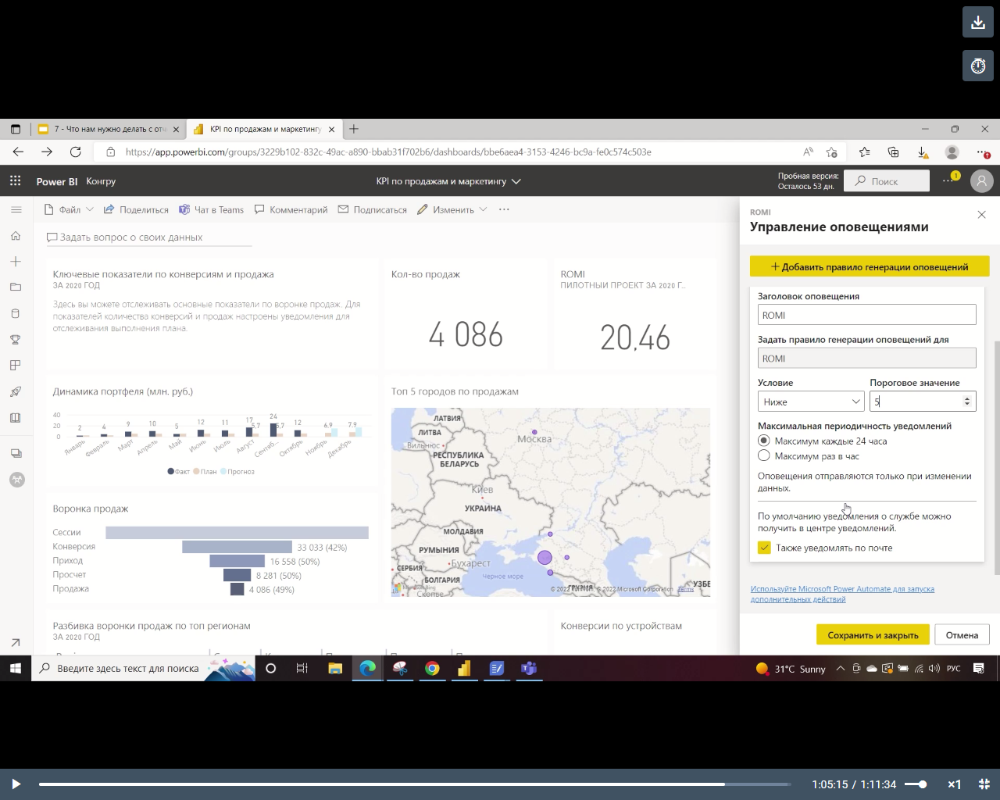 7 - Что нам нужно делать с отч
KPI по продажам и маркетингу
https://app.powerbi.com/groups/3229b102-832c-49ac-a890-bbab31f702b6/dashboards/bbe6aea4-3153-4246-bc9a-fe0c574c503e
Power BI Конгру
KPI по продажам и маркетингу
Пробная версия:
Осталось 53 дн.
Поиск
1
Файл
Поделиться
Чат в Teams
Комментарий
Подписаться
Изменить
Задать вопрос о своих данных
Ключевые показатели по конверсиям и продажа
ЗА 2020 ГОД
Здесь вы можете отслеживать основные показатели по воронке продаж. Для
показателей количества конверсий и продаж настроены уведомления для
отслеживания выполнения плана.
Кол-во продаж
4 086
ROMI
ПИЛОТНЫЙ ПРОЕКТ ЗА 2020 Г...
20,46
Динамика портфеля (млн. руб.)
40
20
0
2 4 9 10 5 12 11 17 5,7 24 5,7 12 6,9 7,9
Январь Февраль Март Апрель Май Июнь Июль Август Сентяб... Октябрь Ноябрь Декабрь
Факт План Прогноз
Топ 5 городов по продажам
ЛАТВИЯ
ЛИТВА
Вильнюс
Москва
РЕСПУБЛИКА
БЕЛАРУСЬ
Киев
УКРАИНА
МОЛДАВИЯ
РУМЫНИЯ
Бухарест
СЕРБИЯ
БОЛГАРИЯ
Черное море
Скопье
ГРУЗИЯ
УЗБЕ
© 2022 TomTom, © 2022 Microsoft Corporation Terms
Воронка продаж
Сессии
Конверсия 33 033 (42%)
Приход 16 558 (50%)
Просчет 8 281 (50%)
Продажа 4 086 (49%)
Разбивка воронки продаж по топ регионам
ЗА 2020 ГОД
Конверсии по устройствам
ROMI
Управление оповещениями
Добавить правило генерации оповещений
Заголовок оповещения
ROMI
Задать правило генерации оповещений для
ROMI
Условие Пороговое значение
Ниже 5
Максимальная периодичность уведомлений
Максимум каждые 24 часа
Максимум раз в час
Оповещения отправляются только при изменении
данных.
По умолчанию уведомления о службе можно
получить в центре уведомлений.
Также уведомлять по почте
Используйте Microsoft Power Automate для запуска
дополнительных действий
Сохранить и закрыть Отмена
Введите здесь текст для поиска
31°C Sunny
РУС
1:05:15 / 1:11:34
×1